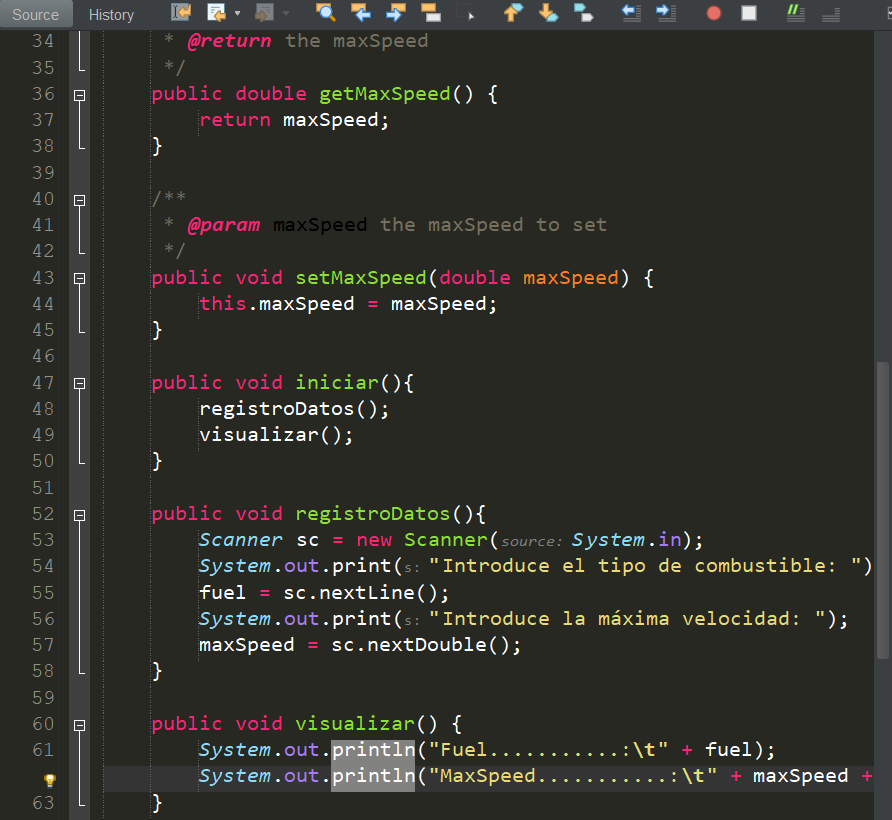 Source History
34 * @return the maxSpeed
35 */
36 public double getMaxSpeed() {
37 return maxSpeed;
38 }
39
40 /**
41 * @param maxSpeed the maxSpeed to set
42 */
43 public void setMaxSpeed(double maxSpeed) {
44 this.maxSpeed = maxSpeed;
45 }
46
47 public void iniciar(){
48 registroDatos();
49 visualizar();
50 }
51
52 public void registroDatos(){
53 Scanner sc = new Scanner(source: System.in);
54 System.out.print(s: "Introduce el tipo de combustible: ")
55 fuel = sc.nextLine();
56 System.out.print(s: "Introduce la máxima velocidad: ");
57 maxSpeed = sc.nextDouble();
58 }
59
60 public void visualizar() {
61 System.out.println("Fuel...........:\t" + fuel);
System.out.println("MaxSpeed...........:\t" + maxSpeed +
63 }